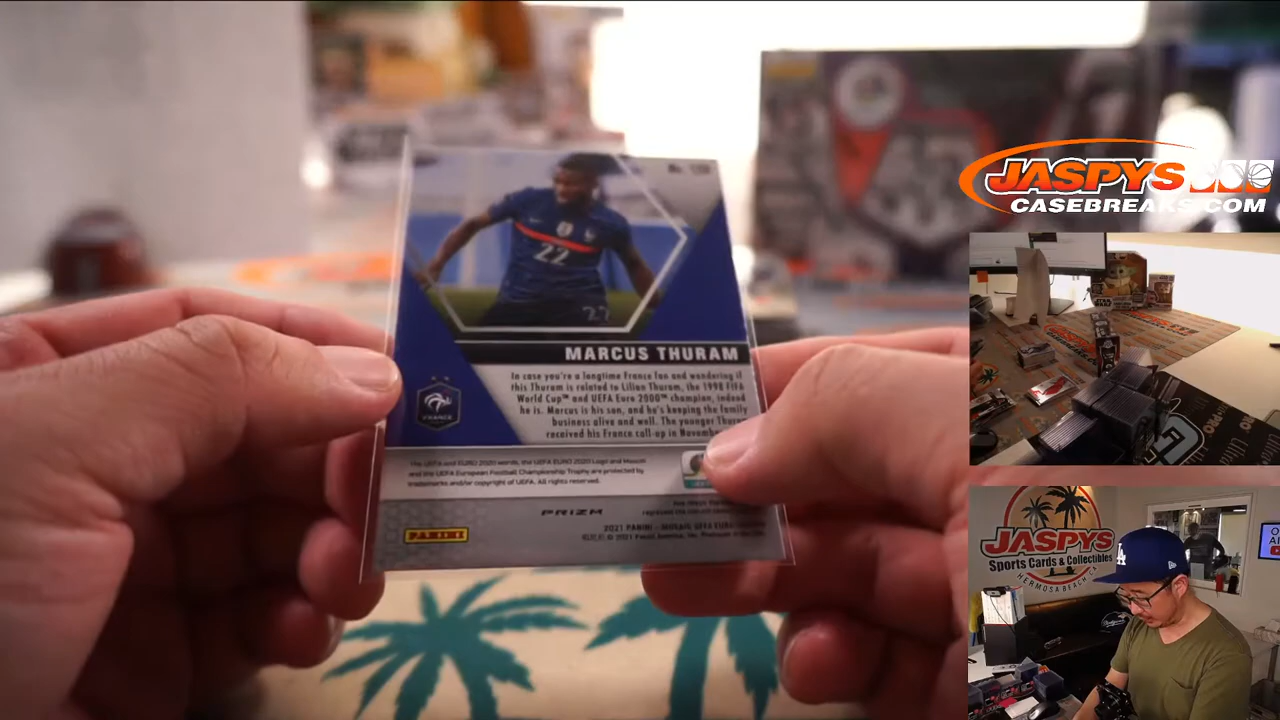 22
22
MARCUS THURAM
In case you're a longtime France fan and wondering if
this Thuram is related to Lilian Thuram, the 1998 FIFA
World Cup™ and UEFA Euro 2000™ champion, indeed
he is. Marcus is his son, and he's keeping the family
business alive and well. The younger Thuram
received his France call-up in November
FRANCE
The UEFA and EURO 2020 words, the UEFA EURO 2020 Logo and Mascot
and the UEFA European Football Championship Trophy are protected by
trademarks and/or copyright of UEFA. All rights reserved.
PRIZM
PANINI
2021 PANINI – MOSAIC UEFA EURO
© 2021 Panini America, Inc.
JASPYS
CASEBREAKS.COM
JASPYS
Sports Cards & Collectibles
HERMOSA BEACH CA
LA